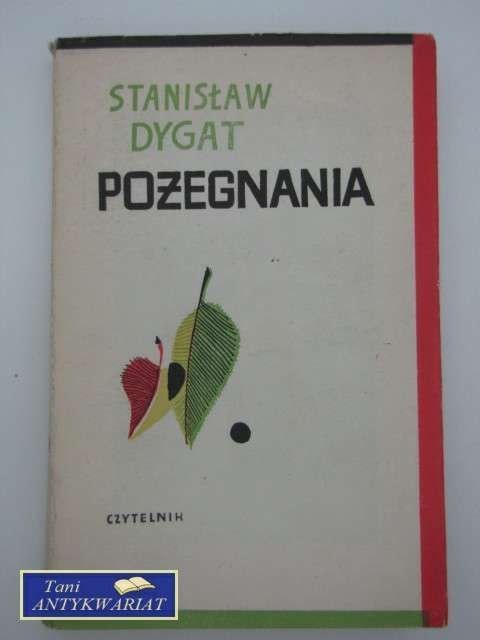 STANISŁAW
DYGAT
POŻEGNANIA
CZYTELNIK
Tani
ANTYKWARIAT